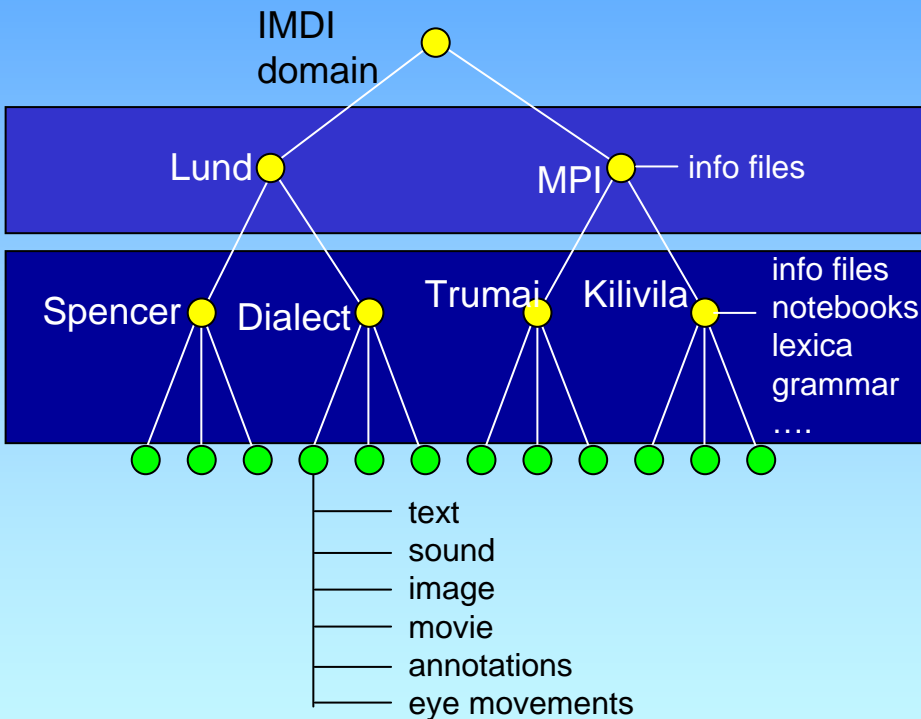 IMDI
domain
Lund
MPI
info files
Spencer
Dialect
Trumai
Kilivila
info files
notebooks
lexica
grammar
....
text
sound
image
movie
annotations
eye movements